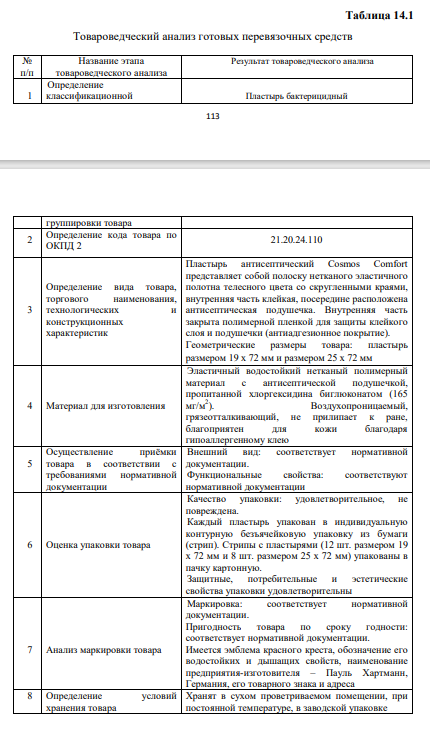 Таблица 14.1
Товароведческий анализ готовых перевязочных средств
№ п/п
Название этапа товароведческого анализа
Результат товароведческого анализа
1
Определение классификационной
Пластырь бактерицидный
113
группировки товара
2
Определение кода товара по
ОКПД 2
21.20.24.110
3
Определение вида товара,
торгового наименования,
технологических и
конструкционных
характеристик
Пластырь антисептический Cosmos Comfort
представляет собой полоску нетканого эластичного
полотна телесного цвета со скругленными краями,
внутренняя часть клейкая, посередине расположена
антисептическая подушечка. Внутренняя часть
закрыта полимерной пленкой для защиты клейкого
слоя и подушечки (антиадгезионное покрытие).
Геометрические размеры товара: пластырь
размером 19 х 72 мм и размером 25 х 72 мм
4
Материал для изготовления
Эластичный водостойкий нетканый полимерный
материал с антисептической подушечкой,
пропитанной хлоргексидина биглюконатом (165
мг/м²). Воздухопроницаемый,
грязеотталкивающий, не прилипает к ране,
благоприятен для кожи благодаря
гипоаллергенному клею
5
Осуществление приёмки
товара в соответствии с
требованиями нормативной
документации
Внешний вид: соответствует нормативной
документации.
Функциональные свойства: соответствуют
нормативной документации
6
Оценка упаковки товара
Качество упаковки: удовлетворительное, не
повреждена.
Каждый пластырь упакован в индивидуальную
контурную безъячейковую упаковку из бумаги
(стрип). Стрипы с пластырями (12 шт. размером 19
х 72 мм и 8 шт. размером 25 х 72 мм) упакованы в
пачку картонную.
Защитные, потребительные и эстетические
свойства упаковки удовлетворительны
7
Анализ маркировки товара
Маркировка: соответствует нормативной
документации.
Пригодность товара по сроку годности:
соответствует нормативной документации.
Имеется эмблема красного креста, обозначение его
водостойких и дышащих свойств, наименование
предприятия-изготовителя – Пауль Хартманн,
Германия, его товарного знака и адреса
8
Определение условий
хранения товара
Хранят в сухом проветриваемом помещении, при
постоянной температуре, в заводской упаковке